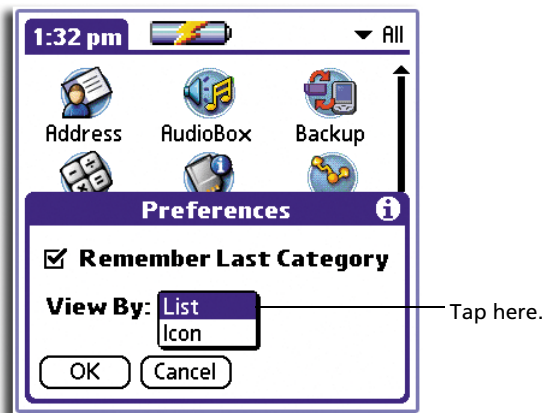 1:32 pm
All
Address AudioBox Backup
Preferences
Remember Last Category
View By: List
Icon
Tap here.
OK Cancel